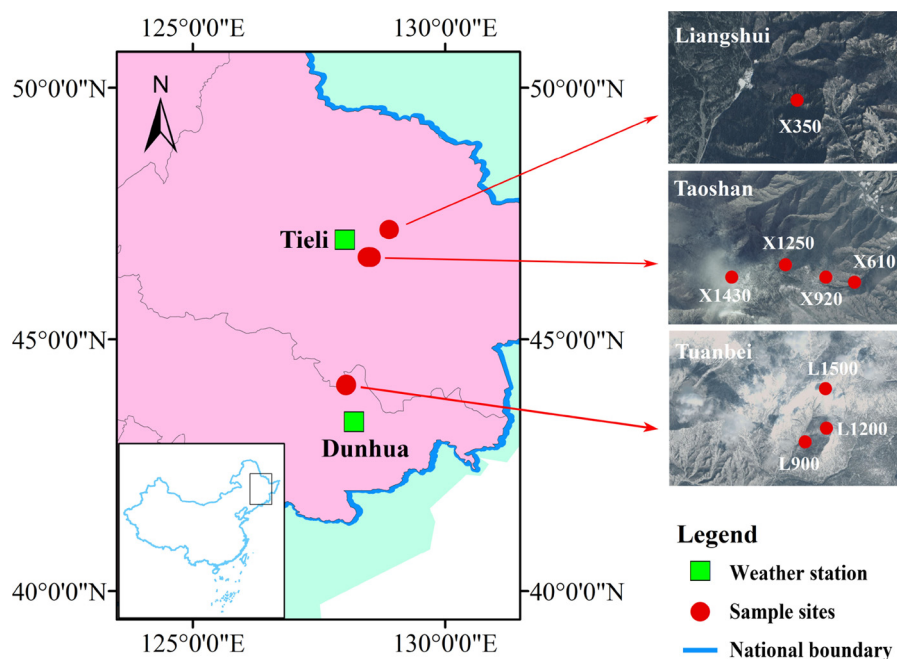 125°0'0"E
130°0'0"E
50°0'0"N
50°0'0"N
N
Tieli
45°0'0"N
45°0'0"N
Dunhua
40°0'0"N
40°0'0"N
125°0'0"E
130°0'0"E
Liangshui
X350
Taoshan
X1250
X610
X1430
X920
Tuanbei
L1500
L1200
L900
Legend
Weather station
Sample sites
National boundary